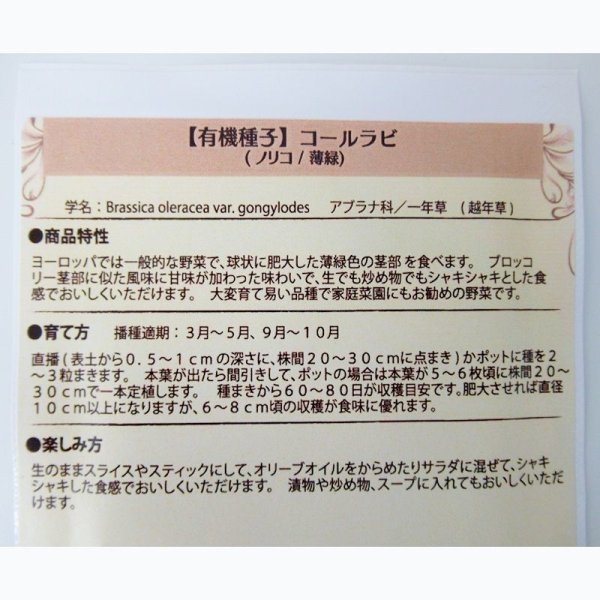 【有機種子】コールラビ
(ノリコ / 薄緑)
学名：Brassica oleracea var. gongylodes　アブラナ科／一年草　(越年草)
●商品特性
ヨーロッパでは一般的な野菜で、球状に肥大した薄緑色の茎部 を食べます。 ブロッコ
リー茎部に似た風味に甘味が加わった味わいで、生でも炒め物でもシャキシャキとした食
感でおいしくいただけます。 大変育て易い品種で家庭菜園にもお勧めの野菜です。
●育て方　播種適期：３月～５月、９月～１０月
直播(表土から０.５～１ｃｍの深さに、株間２０～３０ｃｍに点まき)かポットに種を２
～３粒まきます。 本葉が出たら間引きして、ポットの場合は本葉が５～６枚頃に株間２０～
３０ｃｍで一本定植します。 種まきから６０～８０日が収穫目安です。肥大させれば直径
１０ｃｍ以上になりますが、６～８ｃｍ頃の収穫が食味に優れます。
●楽しみ方
生のままスライスやスティックにして、オリーブオイルをからめたりサラダに混ぜて、シャキ
シャキした食感でおいしくいただけます。 漬物や炒め物、スープに入れてもおいしくいただ
けます。